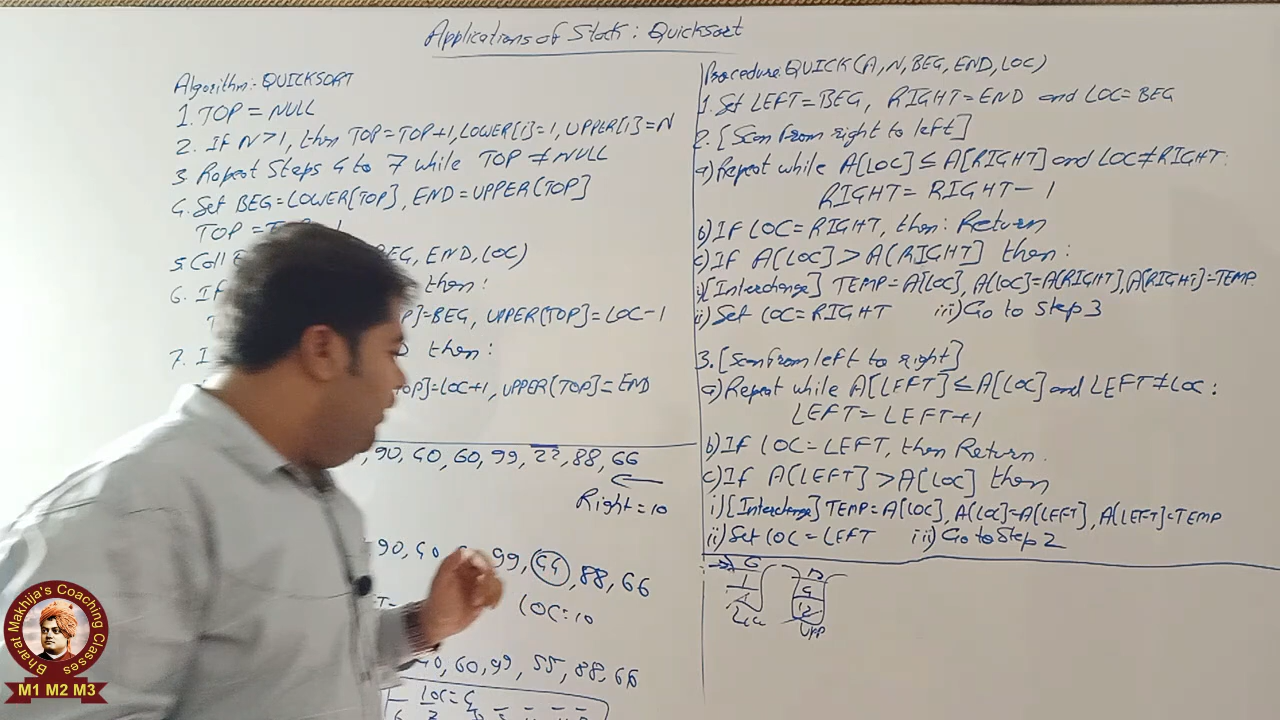 Applications of Stack: Quicksort
Algorithm:- QUICKSORT
1. TOP = NULL
2. If N>1, then TOP=TOP+1, LOWER[i]=1, UPPER[i]=N
3. Repeat Steps 4 to 7 while TOP ≠ NULL
4. Set BEG=LOWER[TOP], END=UPPER[TOP]
TOP =
5. Call BEG, END, LOC)
6. If then:
]=BEG, UPPER[TOP]=LOC-1
7. then:
TOP]=LOC+1, UPPER[TOP]=END
, 90, 40, 60, 99, 22, 88, 66
Right=10
90, 40, 99, 44, 88, 66
LOC=10
40, 60, 99, 55, 88, 66
LOC=4
Procedure: QUICK(A, N, BEG, END, LOC)
1. Set LEFT=BEG, RIGHT=END and LOC=BEG
2. [Scan from right to left]
a) Repeat while A[LOC] ≤ A[RIGHT] and LOC≠RIGHT:
RIGHT= RIGHT-1
b) If LOC=RIGHT, then: Return
c) If A[LOC] > A[RIGHT] then:
i) [Interchange] TEMP=A[LOC], A[LOC]=A[RIGHT], A[RIGHT]=TEMP
ii) Set LOC=RIGHT iii) Go to Step 3
3. [Scan from left to right]
a) Repeat while A[LEFT] ≤ A[LOC] and LEFT≠LOC:
LEFT= LEFT+1
b) If LOC=LEFT, then Return.
c) If A[LEFT] > A[LOC] then
i) [Interchange] TEMP=A[LOC], A[LOC]=A[LEFT], A[LEFT]=TEMP
ii) Set LOC=LEFT iii) Go to Step 2
Bharat Makhija's Coaching Classes
M1 M2 M3